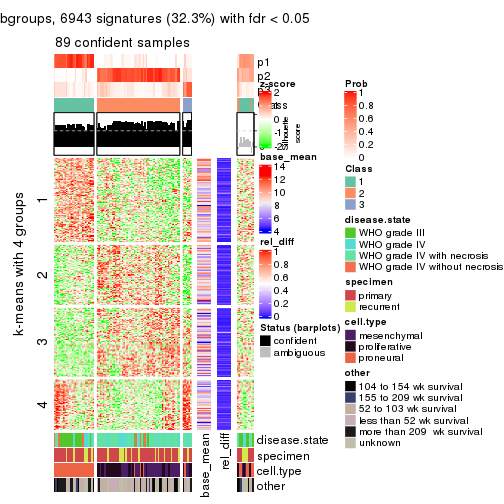 bgroups, 6943 signatures (32.3%) with fdr < 0.05
89 confident samples
p1
p2
z-score
2
1
0
-1
-2
Silhouette
score
base_mean
14
12
10
8
6
4
rel_diff
1
0.8
0.6
0.4
0.2
0
Status (barplots)
confident
ambiguous
k-means with 4 groups
1
2
3
4
disease.state
specimen
cell.type
other
base_mean
rel_diff
Prob
1
0.8
0.6
0.4
0.2
0
Class
1
2
3
disease.state
WHO grade III
WHO grade IV
WHO grade IV with necrosis
WHO grade IV without necrosis
specimen
primary
recurrent
cell.type
mesenchymal
proliferative
proneural
other
104 to 154 wk survival
155 to 209 wk survival
52 to 103 wk survival
less than 52 wk survival
more than 209 wk survival
unknown